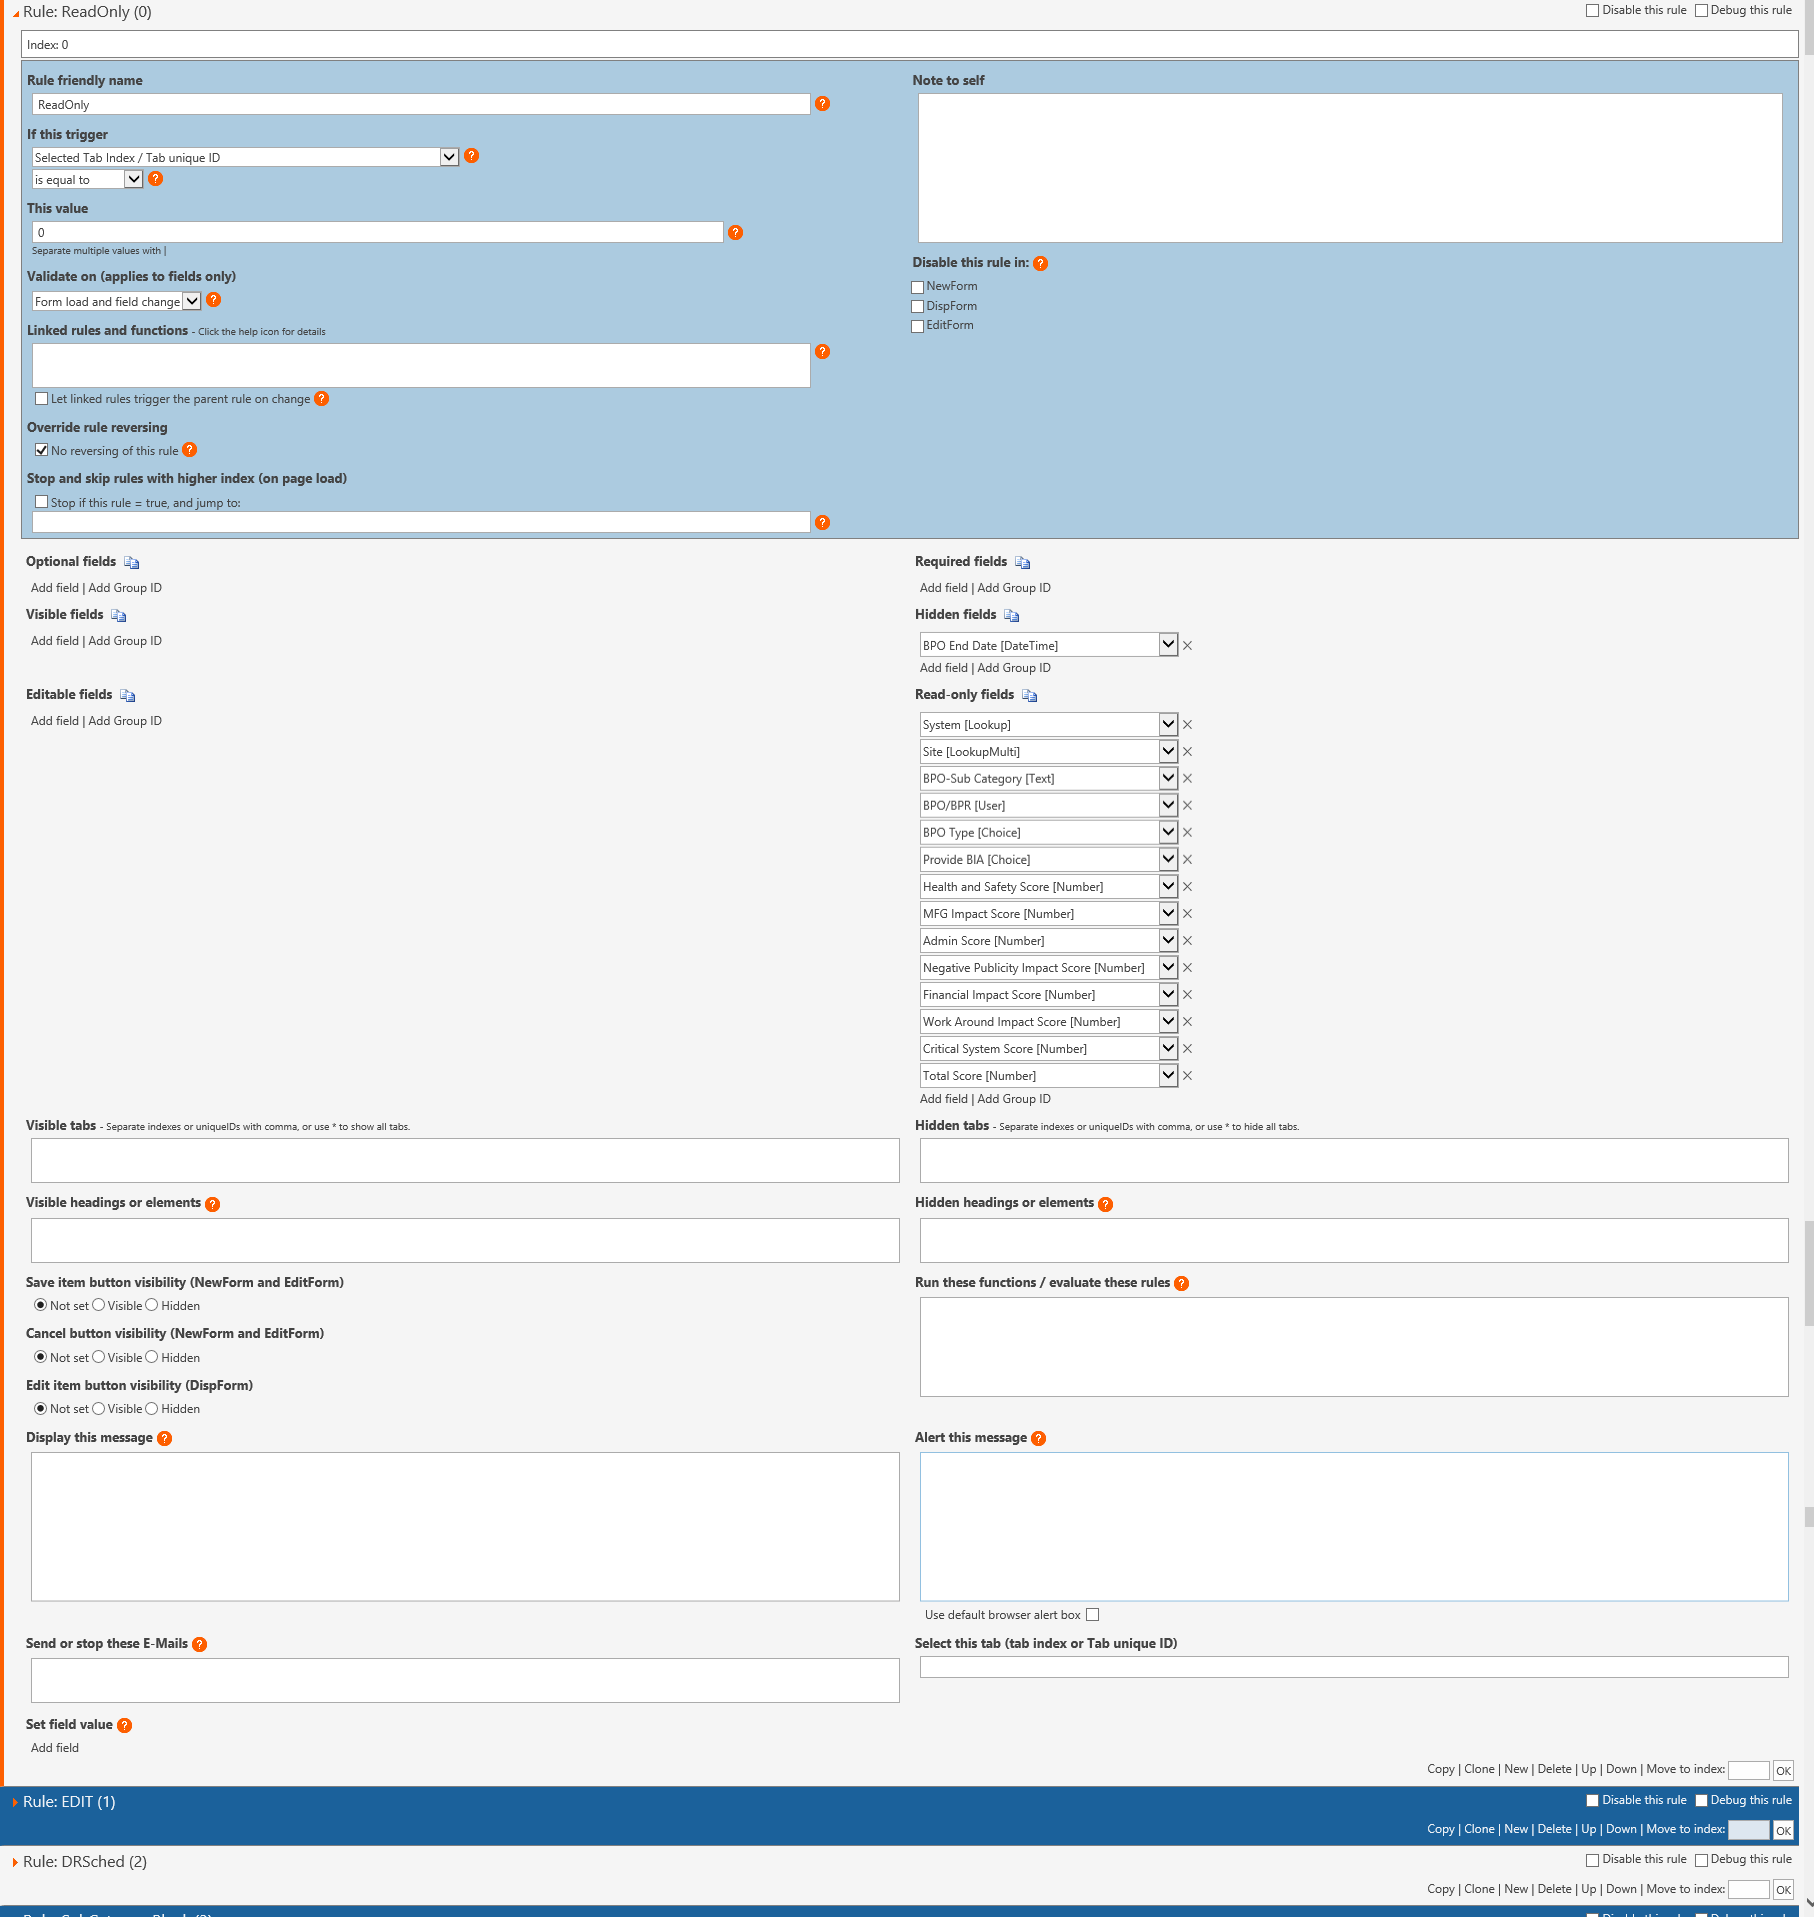 Rule: ReadOnly (0)
Disable this rule Debug this rule
Index: 0
Rule friendly name
ReadOnly
If this trigger
Selected Tab Index / Tab unique ID
is equal to
This value
0
Separate multiple values with |
Validate on (applies to fields only)
Form load and field change
Linked rules and functions - Click the help icon for details
Let linked rules trigger the parent rule on change
Override rule reversing
No reversing of this rule
Stop and skip rules with higher index (on page load)
Stop if this rule = true, and jump to:
Note to self
Disable this rule in:
NewForm
DispForm
EditForm
Optional fields
Add field | Add Group ID
Required fields
Add field | Add Group ID
Visible fields
Add field | Add Group ID
Hidden fields
BPO End Date [DateTime]
Add field | Add Group ID
Editable fields
Add field | Add Group ID
Read-only fields
System [Lookup]
Site [LookupMulti]
BPO-Sub Category [Text]
BPO/BPR [User]
BPO Type [Choice]
Provide BIA [Choice]
Health and Safety Score [Number]
MFG Impact Score [Number]
Admin Score [Number]
Negative Publicity Impact Score [Number]
Financial Impact Score [Number]
Work Around Impact Score [Number]
Critical System Score [Number]
Total Score [Number]
Add field | Add Group ID
Visible tabs - Separate indexes or uniqueIDs with comma, or use * to show all tabs.
Hidden tabs - Separate indexes or uniqueIDs with comma, or use * to hide all tabs.
Visible headings or elements
Hidden headings or elements
Save item button visibility (NewForm and EditForm)
Not set Visible Hidden
Cancel button visibility (NewForm and EditForm)
Not set Visible Hidden
Edit item button visibility (DispForm)
Not set Visible Hidden
Run these functions / evaluate these rules
Display this message
Alert this message
Use default browser alert box
Send or stop these E-Mails
Select this tab (tab index or Tab unique ID)
Set field value
Add field
Copy | Clone | New | Delete | Up | Down | Move to index: OK
Rule: EDIT (1)
Disable this rule Debug this rule
Copy | Clone | New | Delete | Up | Down | Move to index: OK
Rule: DRSched (2)
Disable this rule Debug this rule
Copy | Clone | New | Delete | Up | Down | Move to index: OK